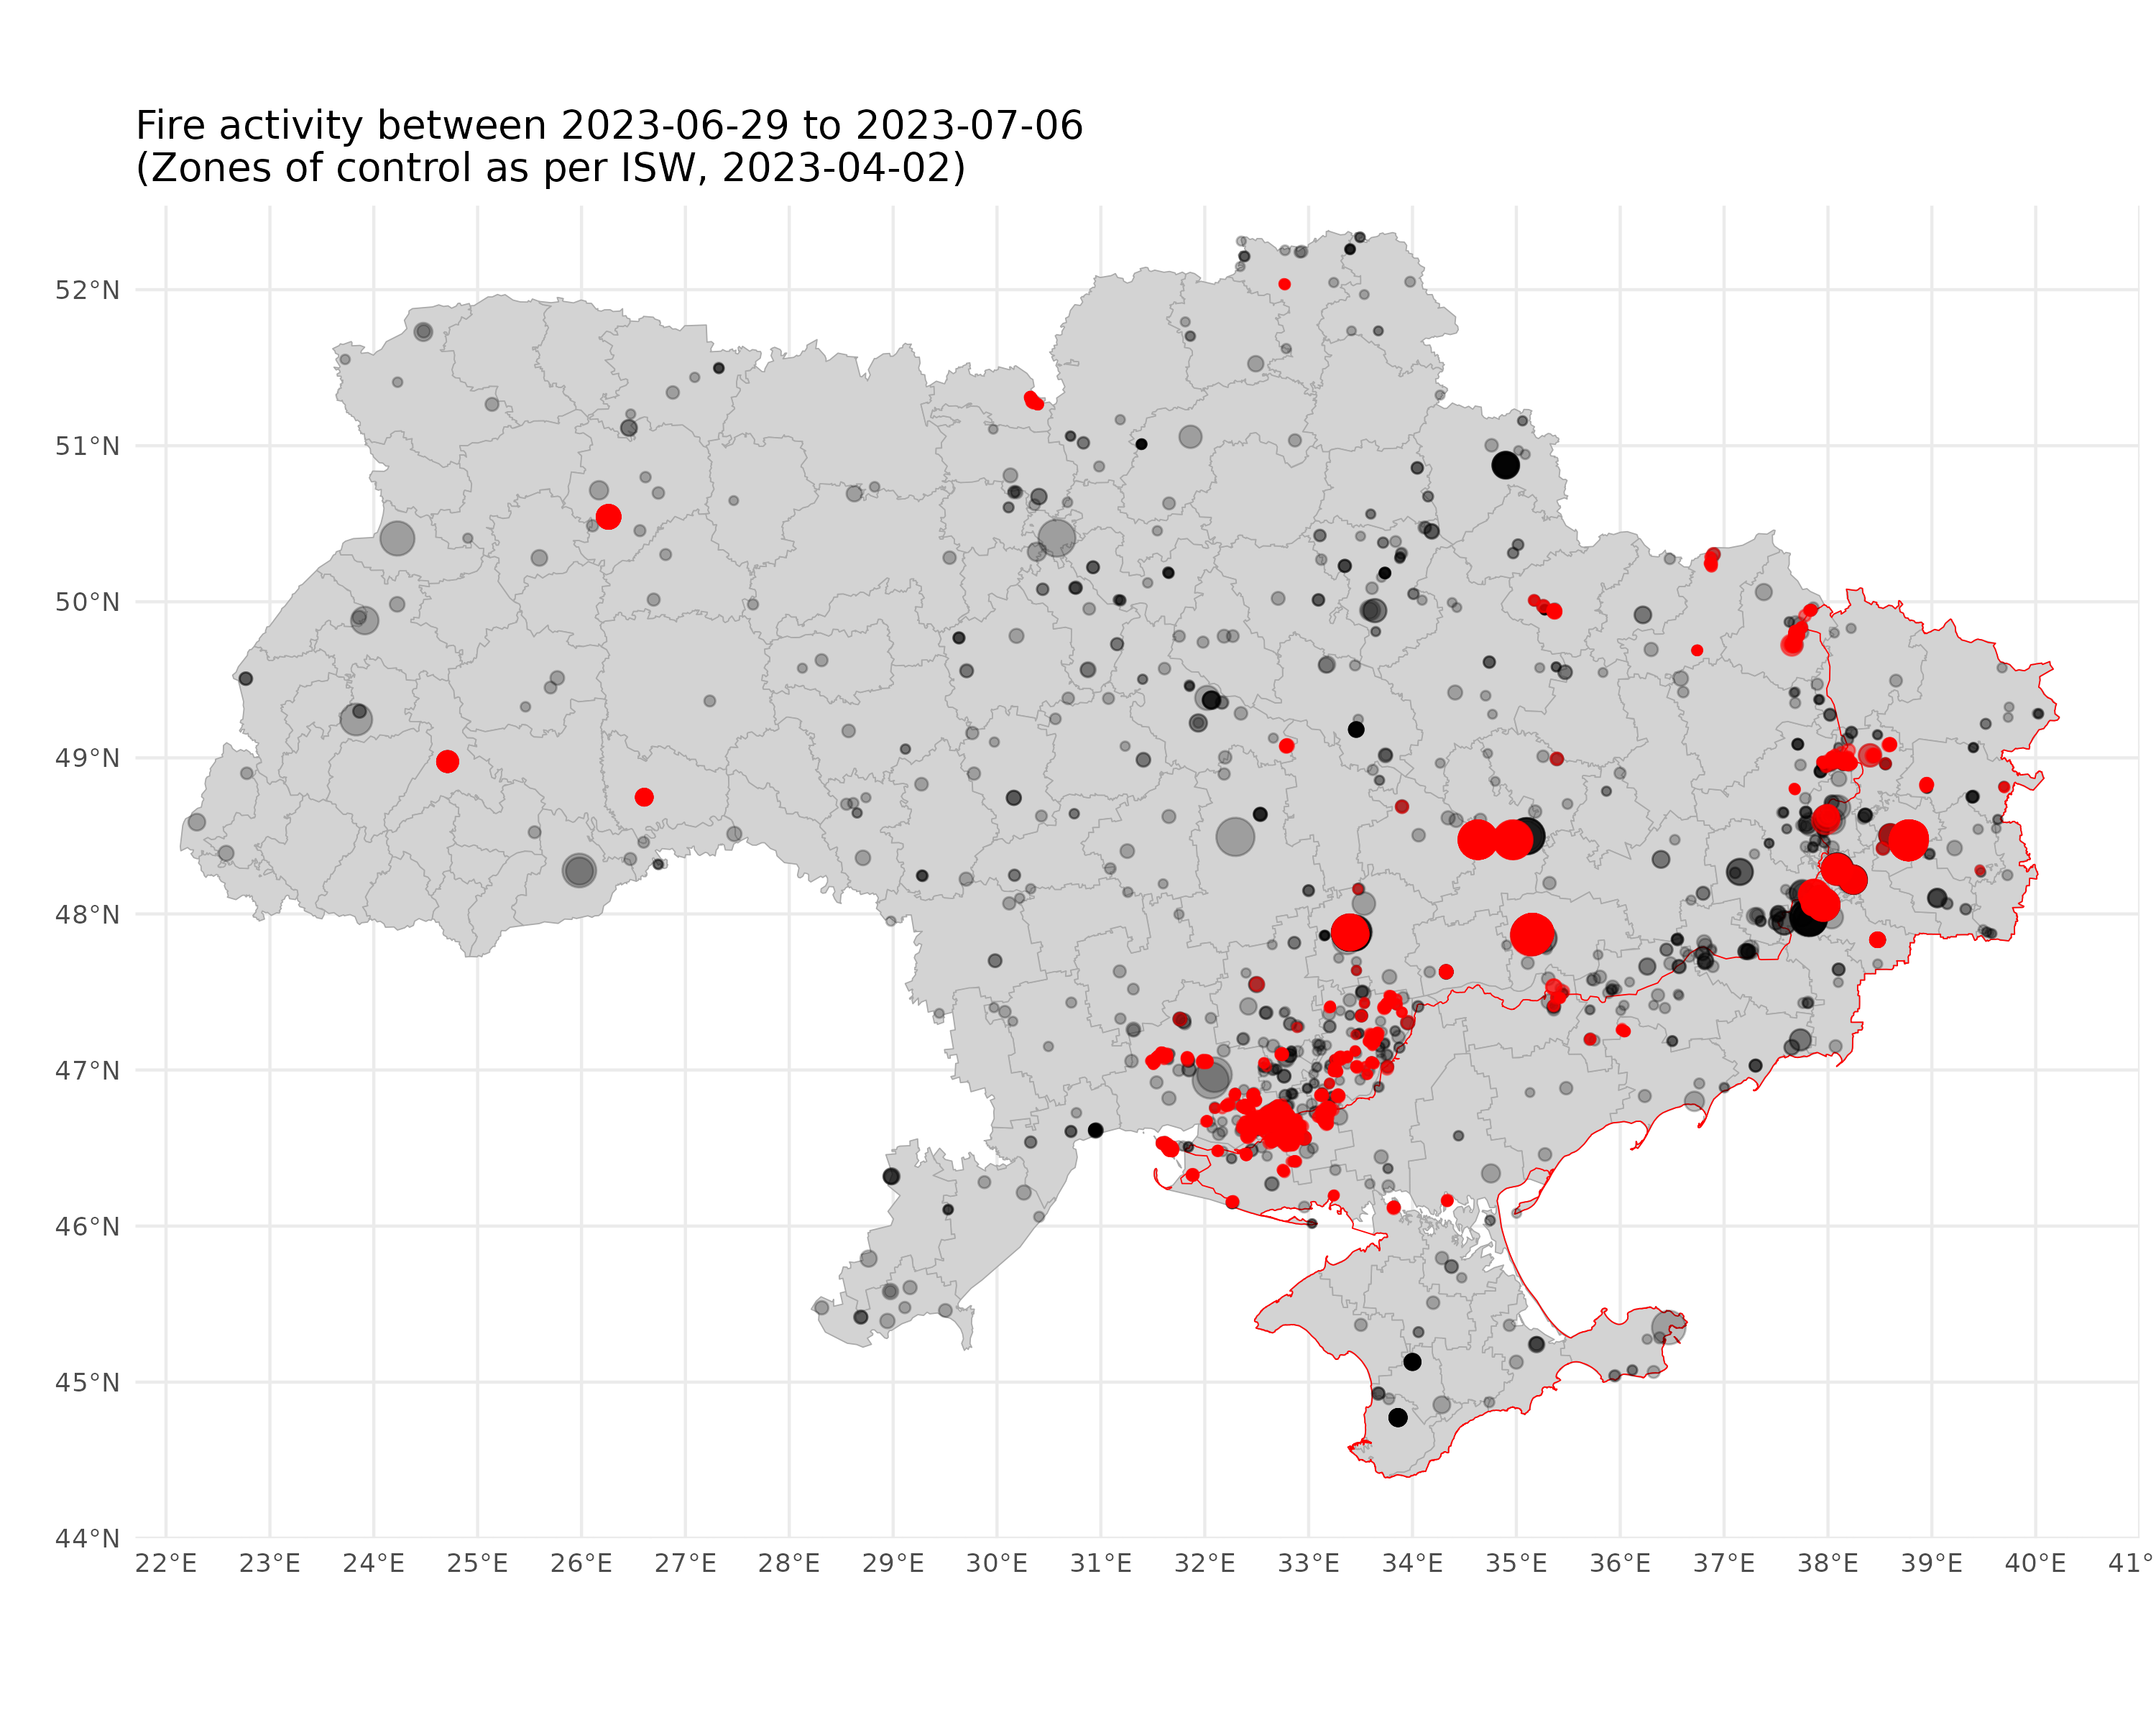 Fire activity between 2023-06-29 to 2023-07-06
(Zones of control as per ISW, 2023-04-02)
52°N
51°N
50°N
49°N
48°N
47°N
46°N
45°N
44°N
22°E 23°E 24°E 25°E 26°E 27°E 28°E 29°E 30°E 31°E 32°E 33°E 34°E 35°E 36°E 37°E 38°E 39°E 40°E 41°